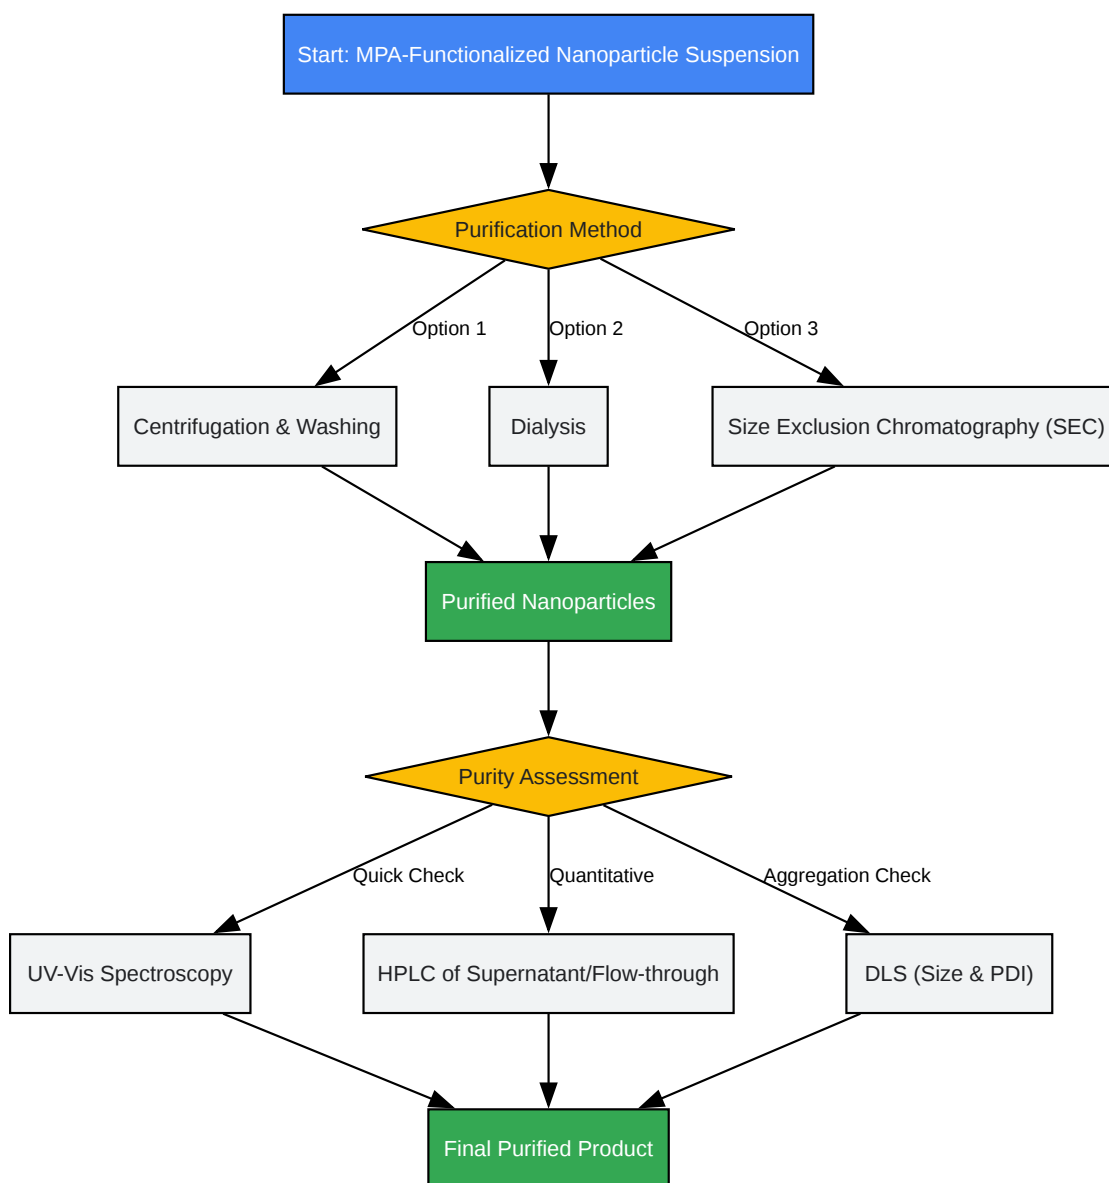 Start: MPA-Functionalized Nanoparticle Suspension
Purification Method
Option 1
Option 2
Option 3
Centrifugation & Washing
Dialysis
Size Exclusion Chromatography (SEC)
Purified Nanoparticles
Purity Assessment
Quick Check
Quantitative
Aggregation Check
UV-Vis Spectroscopy
HPLC of Supernatant/Flow-through
DLS (Size & PDI)
Final Purified Product